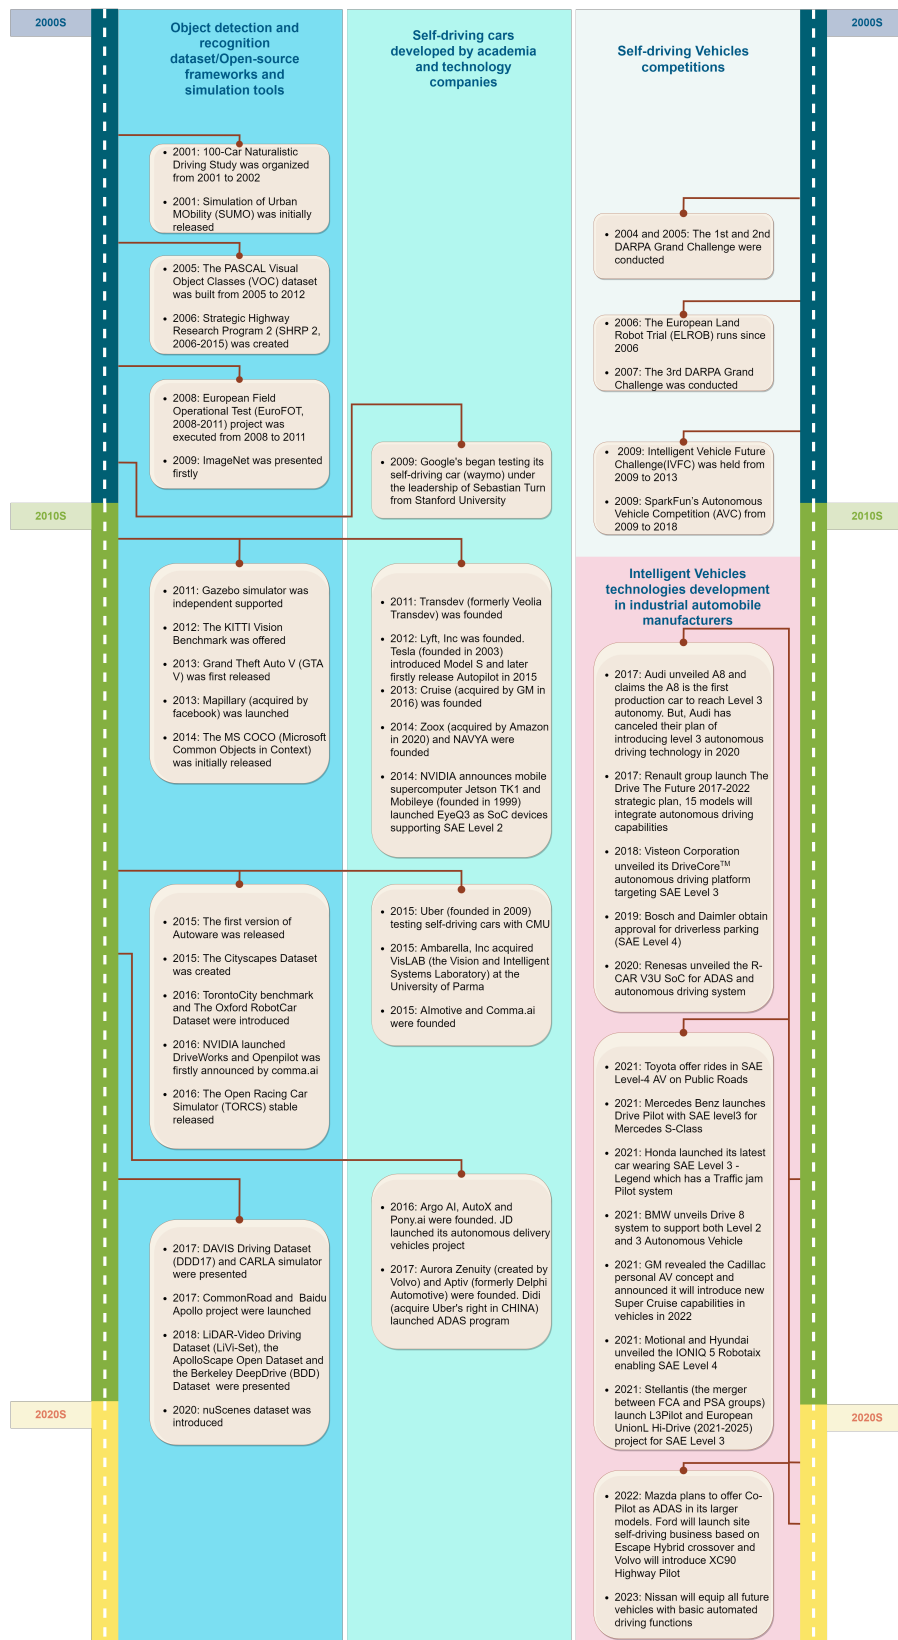 2000S
2000S
Object detection and
recognition
dataset/Open-source
frameworks and
simulation tools
Self-driving cars
developed by academia
and technology
companies
Self-driving Vehicles
competitions
• 2001: 100-Car Naturalistic
Driving Study was organized
from 2001 to 2002
• 2001: Simulation of Urban
MObility (SUMO) was initially
released
• 2005: The PASCAL Visual
Object Classes (VOC) dataset
was built from 2005 to 2012
• 2006: Strategic Highway
Research Program 2 (SHRP 2,
2006-2015) was created
• 2008: European Field
Operational Test (EuroFOT,
2008-2011) project was
executed from 2008 to 2011
• 2009: ImageNet was presented
firstly
• 2009: Google's began testing its
self-driving car (waymo) under
the leadership of Sebastian Turn
from Stanford University
• 2004 and 2005: The 1st and 2nd
DARPA Grand Challenge were
conducted
• 2006: The European Land
Robot Trial (ELROB) runs since
2006
• 2007: The 3rd DARPA Grand
Challenge was conducted
• 2009: Intelligent Vehicle Future
Challenge(IVFC) was held from
2009 to 2013
• 2009: SparkFun's Autonomous
Vehicle Competition (AVC) from
2009 to 2018
2010S
2010S
• 2011: Gazebo simulator was
independent supported
• 2012: The KITTI Vision
Benchmark was offered
• 2013: Grand Theft Auto V (GTA
V) was first released
• 2013: Mapillary (acquired by
facebook) was launched
• 2014: The MS COCO (Microsoft
Common Objects in Context)
was initially released
• 2011: Transdev (formerly Veolia
Transdev) was founded
• 2012: Lyft, Inc was founded.
Tesla (founded in 2003)
introduced Model S and later
firstly release Autopilot in 2015
• 2013: Cruise (acquired by GM in
2016) was founded
• 2014: Zoox (acquired by Amazon
in 2020) and NAVYA were
founded
• 2014: NVIDIA announces mobile
supercomputer Jetson TK1 and
Mobileye (founded in 1999)
launched EyeQ3 as SoC devices
supporting SAE Level 2
Intelligent Vehicles
technologies development
in industrial automobile
manufacturers
• 2017: Audi unveiled A8 and
claims the A8 is the first
production car to reach Level 3
autonomy. But, Audi has
canceled their plan of
introducing level 3 autonomous
driving technology in 2020
• 2017: Renault group launch The
Drive The Future 2017-2022
strategic plan, 15 models will
integrate autonomous driving
capabilities
• 2018: Visteon Corporation
unveiled its DriveCoreTM
autonomous driving platform
targeting SAE Level 3
• 2019: Bosch and Daimler obtain
approval for driverless parking
(SAE Level 4)
• 2020: Renesas unveiled the R-
CAR V3U SoC for ADAS and
autonomous driving system
• 2015: The first version of
Autoware was released
• 2015: The Cityscapes Dataset
was created
• 2016: TorontoCity benchmark
and The Oxford RobotCar
Dataset were introduced
• 2016: NVIDIA launched
DriveWorks and Openpilot was
firstly announced by comma.ai
• 2016: The Open Racing Car
Simulator (TORCS) stable
released
• 2015: Uber (founded in 2009)
testing self-driving cars with CMU
• 2015: Ambarella, Inc acquired
VisLAB (the Vision and Intelligent
Systems Laboratory) at the
University of Parma
• 2015: AImotive and Comma.ai
were founded
• 2021: Toyota offer rides in SAE
Level-4 AV on Public Roads
• 2021: Mercedes Benz launches
Drive Pilot with SAE level3 for
Mercedes S-Class
• 2021: Honda launched its latest
car wearing SAE Level 3 -
Legend which has a Traffic jam
Pilot system
• 2021: BMW unveils Drive 8
system to support both Level 2
and 3 Autonomous Vehicle
• 2021: GM revealed the Cadillac
personal AV concept and
announced it will introduce new
Super Cruise capabilities in
vehicles in 2022
• 2021: Motional and Hyundai
unveiled the IONIQ 5 Robotaix
enabling SAE Level 4
• 2021: Stellantis (the merger
between FCA and PSA groups)
launch L3Pilot and European
UnionL Hi-Drive (2021-2025)
project for SAE Level 3
• 2017: DAVIS Driving Dataset
(DDD17) and CARLA simulator
were presented
• 2017: CommonRoad and Baidu
Apollo project were launched
• 2018: LiDAR-Video Driving
Dataset (LiVi-Set), the
ApolloScape Open Dataset and
the Berkeley DeepDrive (BDD)
Dataset were presented
• 2020: nuScenes dataset was
introduced
• 2016: Argo AI, AutoX and
Pony.ai were founded. JD
launched its autonomous delivery
vehicles project
• 2017: Aurora Zenuity (created by
Volvo) and Aptiv (formerly Delphi
Automotive) were founded. Didi
(acquire Uber's right in CHINA)
launched ADAS program
2020S
2020S
• 2022: Mazda plans to offer Co-
Pilot as ADAS in its larger
models. Ford will launch site
self-driving business based on
Escape Hybrid crossover and
Volvo will introduce XC90
Highway Pilot
• 2023: Nissan will equip all future
vehicles with basic automated
driving functions